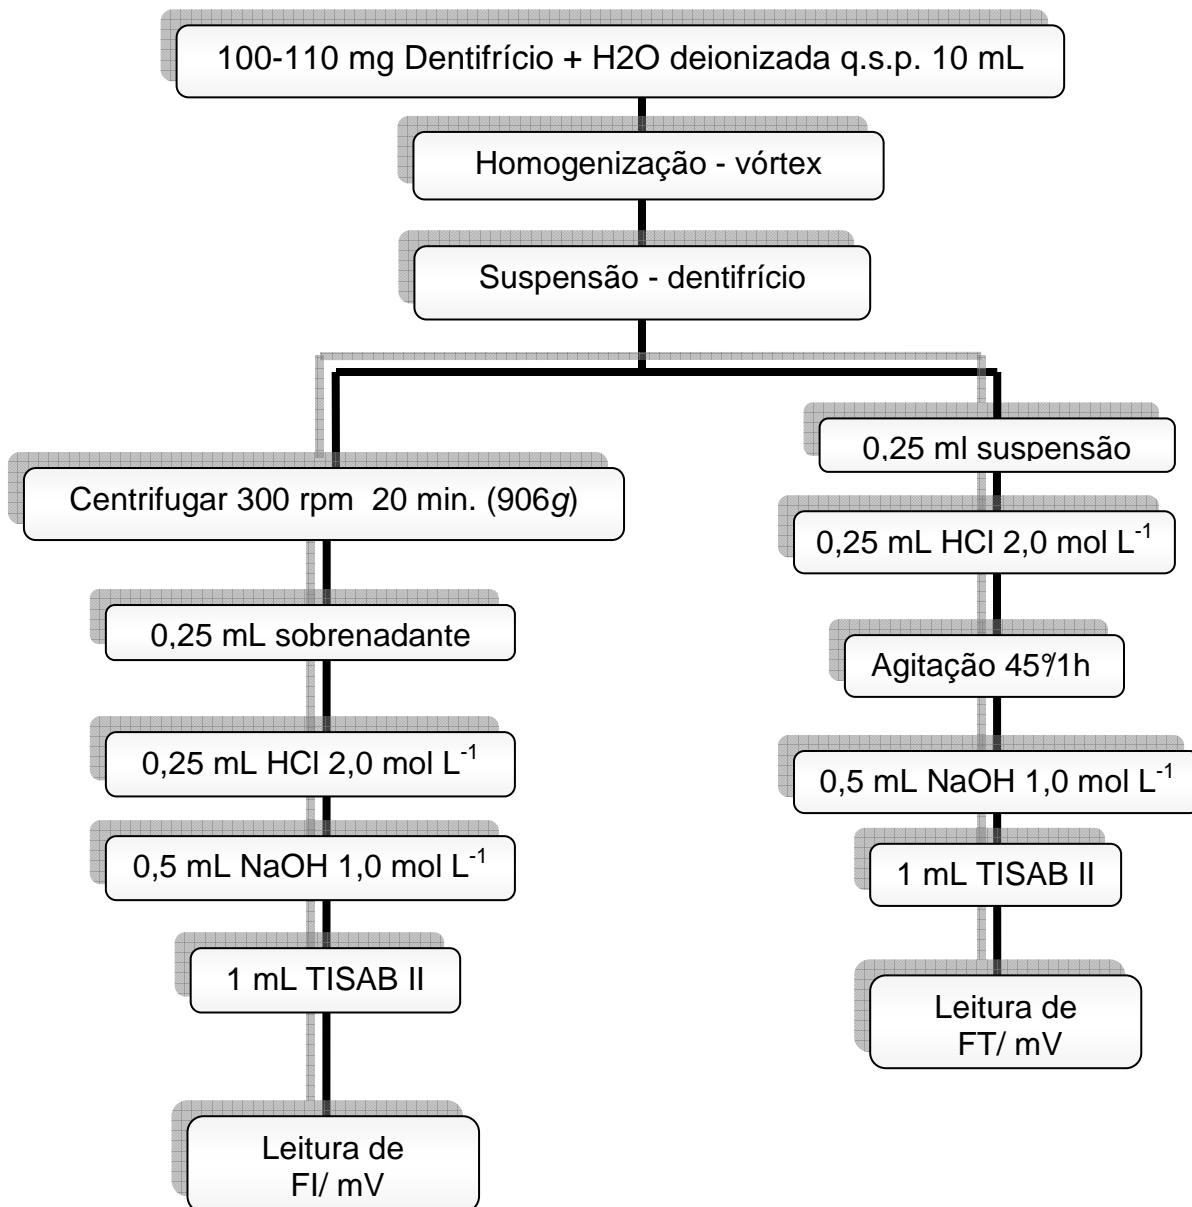 100-110 mg Dentifrício + H2O deionizada q.s.p. 10 mL
Homogenização - vórtex
Suspensão - dentifrício
Centrifugar 300 rpm 20 min. (906g)
0,25 mL sobrenadante
0,25 mL HCl 2,0 mol L⁻¹
0,5 mL NaOH 1,0 mol L⁻¹
1 mL TISAB II
Leitura de
FI/ mV
0,25 ml suspensão
0,25 mL HCl 2,0 mol L⁻¹
Agitação 45º/1h
0,5 mL NaOH 1,0 mol L⁻¹
1 mL TISAB II
Leitura de
FT/ mV